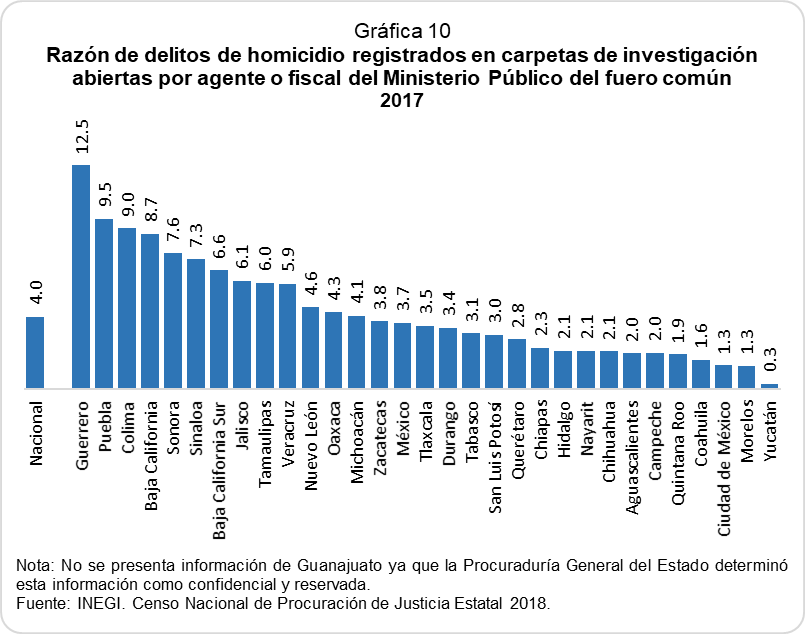 Gráfica 10
Razón de delitos de homicidio registrados en carpetas de investigación
abiertas por agente o fiscal del Ministerio Público del fuero común
2017
4.0
12.5
9.5
9.0
8.7
7.6
7.3
6.6
6.1
6.0
5.9
4.6
4.3
4.1
3.8
3.7
3.5
3.4
3.1
3.0
2.8
2.3
2.1
2.1
2.1
2.0
2.0
1.9
1.6
1.3
1.3
0.3
Nacional
Guerrero
Puebla
Colima
Baja California
Sonora
Sinaloa
Baja California Sur
Jalisco
Tamaulipas
Veracruz
Nuevo León
Oaxaca
Michoacán
Zacatecas
México
Tlaxcala
Durango
Tabasco
San Luis Potosí
Querétaro
Chiapas
Hidalgo
Nayarit
Chihuahua
Aguascalientes
Campeche
Quintana Roo
Coahuila
Ciudad de México
Morelos
Yucatán
Nota: No se presenta información de Guanajuato ya que la Procuraduría General del Estado determinó
esta información como confidencial y reservada.
Fuente: INEGI. Censo Nacional de Procuración de Justicia Estatal 2018.